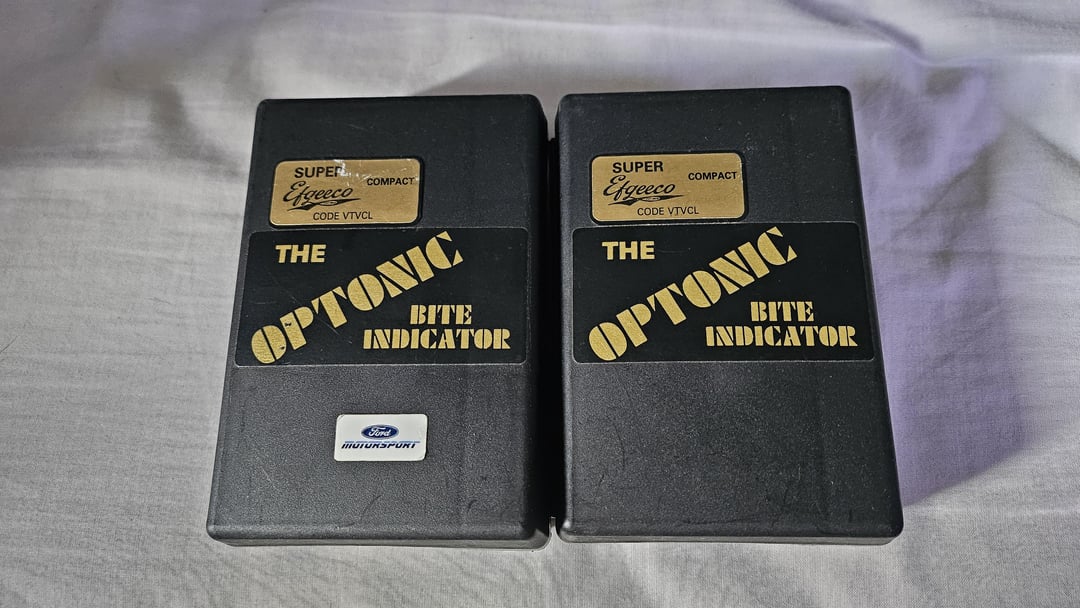 SUPER
Efgeeco
COMPACT
CODE VTVCL
THE
OPTONIC
BITE
INDICATOR
Ford
MOTORSPORT
SUPER
Efgeeco
COMPACT
CODE VTVCL
THE
OPTONIC
BITE
INDICATOR